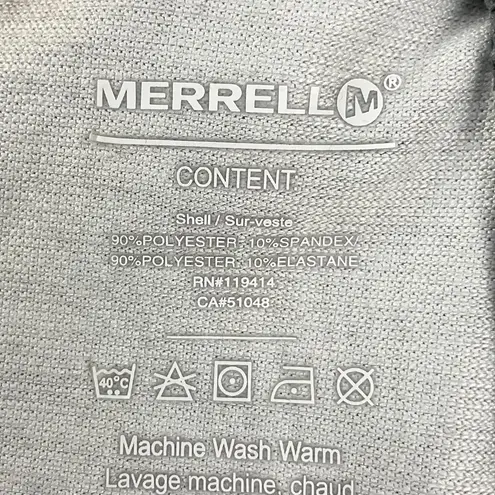 MERRELL M®
CONTENT:
Shell / Sur-veste
90%POLYESTER-10%SPANDEX/
90%POLYESTER-10%ELASTANE
RN#119414
CA#51048
40°C
Machine Wash Warm
Lavage machine, chaud